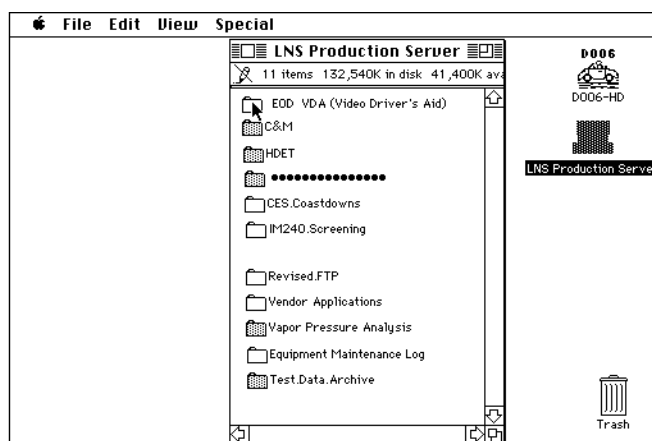 File Edit View Special
LNS Production Server
11 items 132,540K in disk 41,400K ava
EOD VDA (Video Driver's Aid)
C&M
HDET
•••••••••••••••
CES.Coastdowns
IM240.Screening
Revised.FTP
Vendor Applications
Vapor Pressure Analysis
Equipment Maintenance Log
Test.Data.Archive
D006
D006-HD
LNS Production Serve
Trash